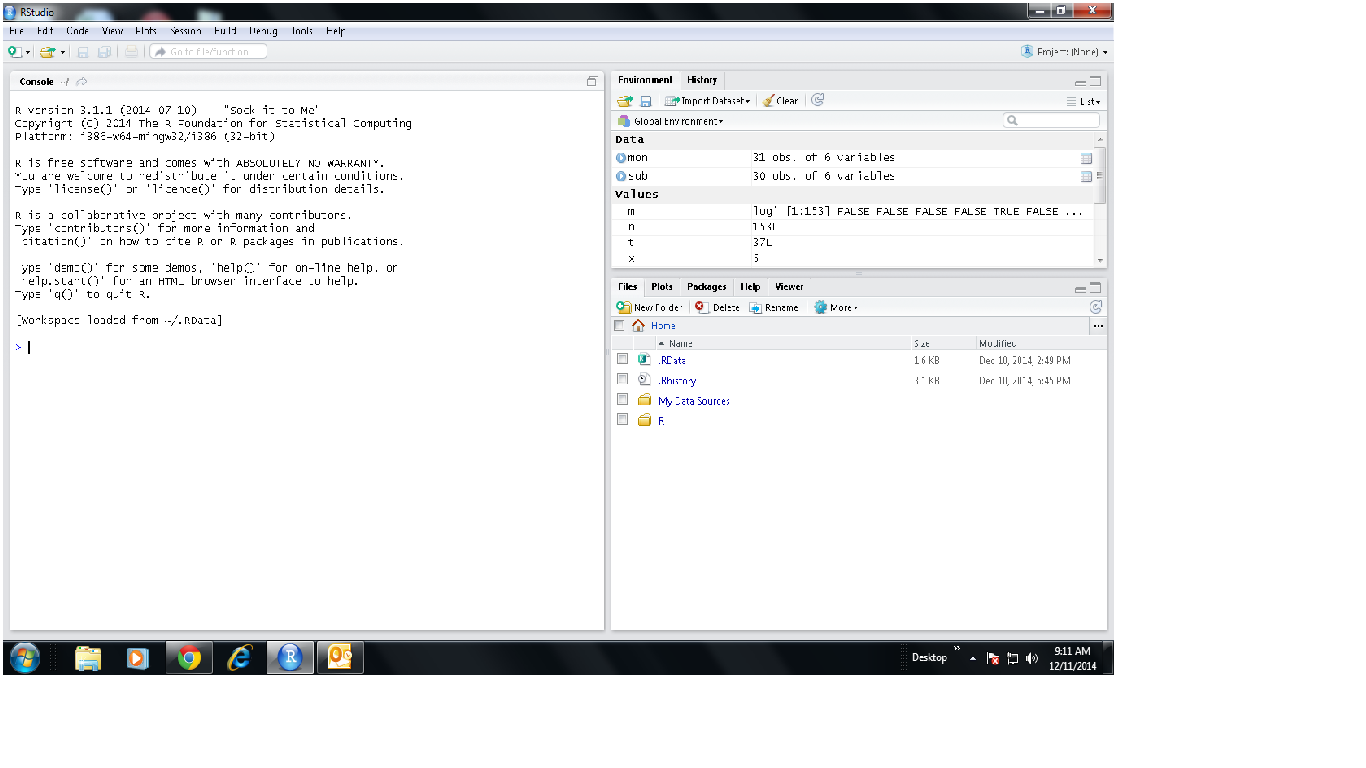 RStudio
File Edit Code View Plots Session Build Debug Tools Help
Go to file/function
Project: (None)
Console ~/
R version 3.1.1 (2014-07-10) -- "Sock it to Me"
Copyright (C) 2014 The R Foundation for Statistical Computing
Platform: i386-w64-mingw32/i386 (32-bit)
R is free software and comes with ABSOLUTELY NO WARRANTY.
You are welcome to redistribute it under certain conditions.
Type 'license()' or 'licence()' for distribution details.
R is a collaborative project with many contributors.
Type 'contributors()' for more information and
'citation()' on how to cite R or R packages in publications.
Type 'demo()' for some demos, 'help()' for on-line help, or
'help.start()' for an HTML browser interface to help.
Type 'q()' to quit R.
[Workspace loaded from ~/.RData]
>
Environment History
Import Dataset Clear
List
Global Environment
Data
mon 31 obs. of 6 variables
sub 30 obs. of 6 variables
Values
m logi [1:153] FALSE FALSE FALSE FALSE TRUE FALSE ...
n 153L
t 37L
x 5
Files Plots Packages Help Viewer
New Folder Delete Rename More
Home
Name Size Modified
.RData 1.6 KB Dec 10, 2014, 2:49 PM
.Rhistory KB Dec 10, 2014, :45 PM
My Data Sources
R
Desktop
9:11 AM
12/11/2014